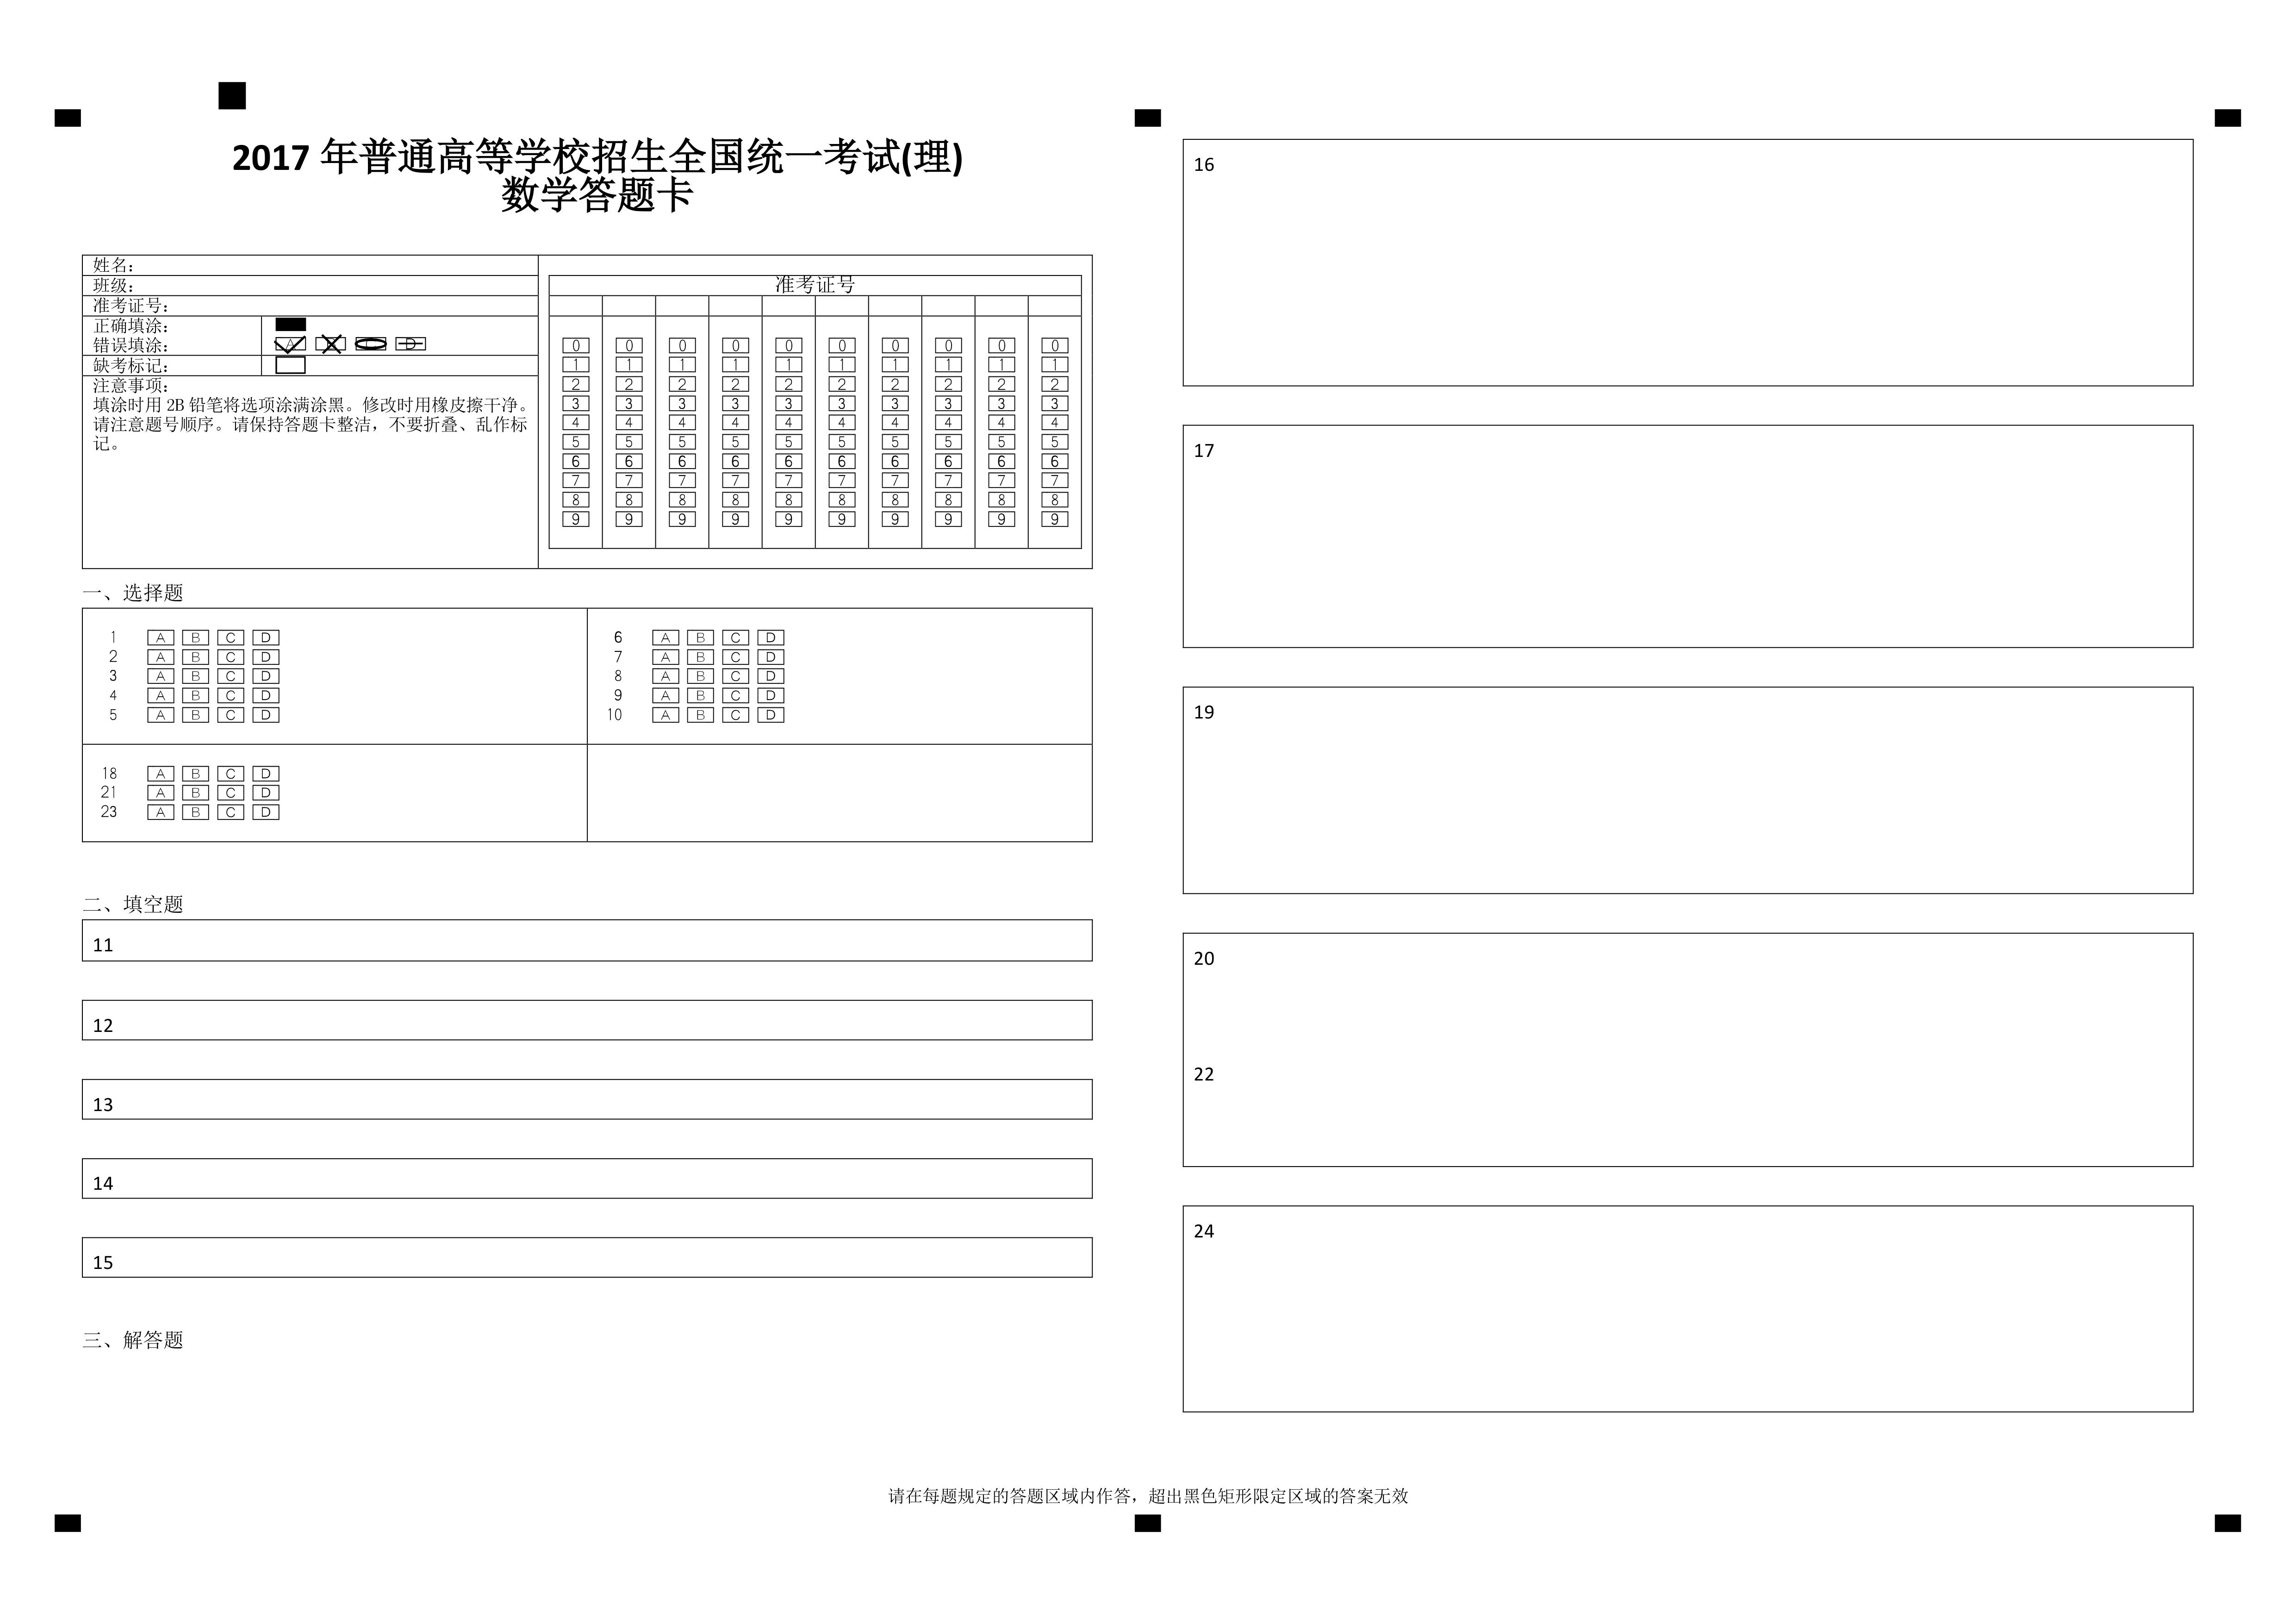 2017 年普通高等学校招生全国统一考试(理)
数学答题卡
姓名：
班级：
准考证号：
正确填涂：
错误填涂： A D
缺考标记：
注意事项：
填涂时用 2B 铅笔将选项涂满涂黑。修改时用橡皮擦干净。
请注意题号顺序。请保持答题卡整洁，不要折叠、乱作标
记。
准考证号
0 0 0 0 0 0 0 0 0 0
1 1 1 1 1 1 1 1 1 1
2 2 2 2 2 2 2 2 2 2
3 3 3 3 3 3 3 3 3 3
4 4 4 4 4 4 4 4 4 4
5 5 5 5 5 5 5 5 5 5
6 6 6 6 6 6 6 6 6 6
7 7 7 7 7 7 7 7 7 7
8 8 8 8 8 8 8 8 8 8
9 9 9 9 9 9 9 9 9 9
一、选择题
1 A B C D
2 A B C D
3 A B C D
4 A B C D
5 A B C D
6 A B C D
7 A B C D
8 A B C D
9 A B C D
10 A B C D
18 A B C D
21 A B C D
23 A B C D
二、填空题
11
12
13
14
15
三、解答题
16
17
19
20
22
24
请在每题规定的答题区域内作答，超出黑色矩形限定区域的答案无效